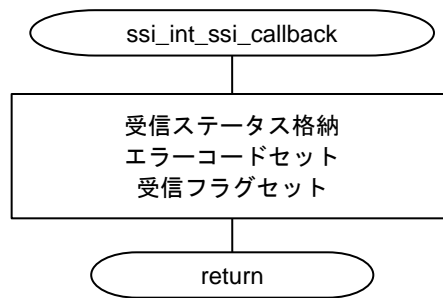 ssi_int_ssi_callback
受信ステータス格納
エラーコードセット
受信フラグセット
return